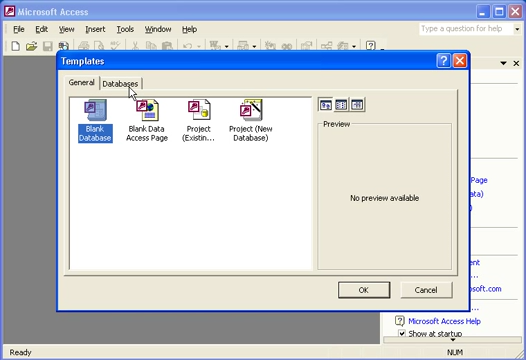 Microsoft Access
File Edit View Insert Tools Window Help
Type a question for help
Templates
General Databases
Blank Database
Blank Data Access Page
Project (Existin...
Project (New Database)
Preview
No preview available
OK Cancel
Page
ata)
)
ent
...
osoft.com
...
Microsoft Access Help
Show at startup
Ready NUM